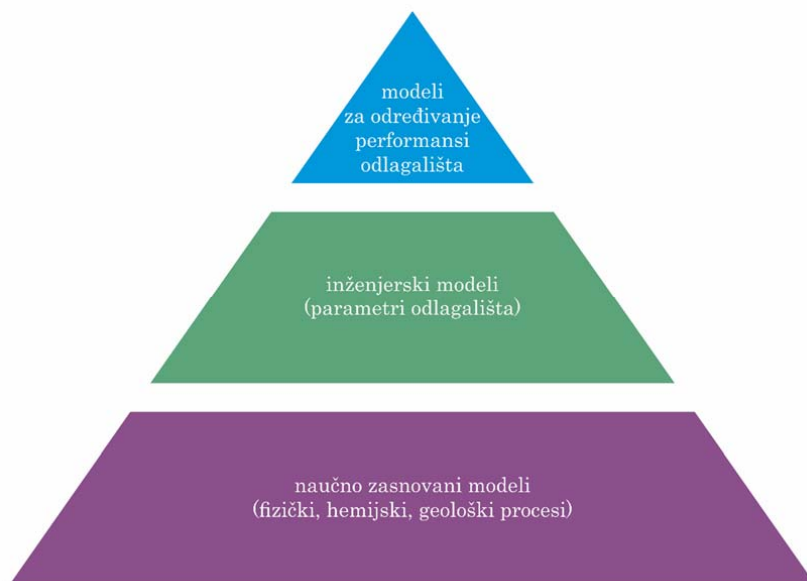 modeli
za određivanje
performansi
odlagališta
inženjerski modeli
(parametri odlagališta)
naučno zasnovani modeli
(fizički, hemijski, geološki procesi)